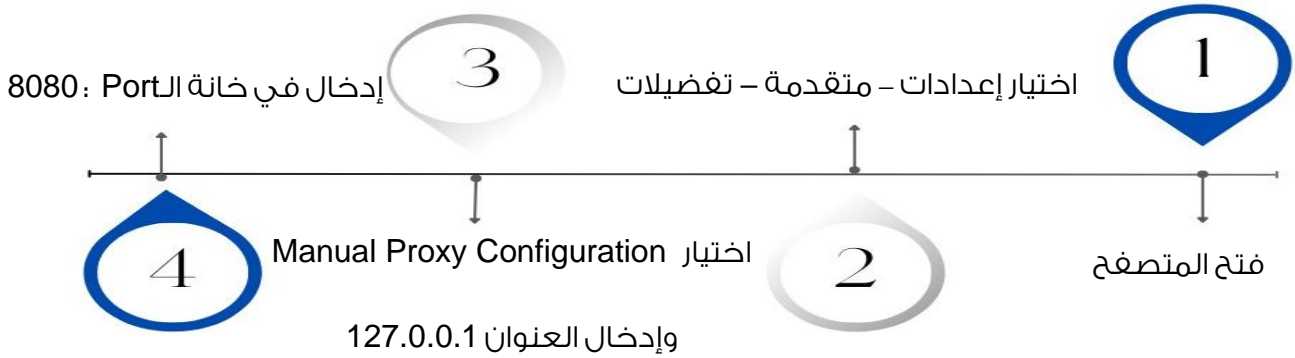 1
فتح المتصفح
2
اختيار إعدادات – متقدمة – تفضيلات
3
اختيار Manual Proxy Configuration
وإدخال العنوان 127.0.0.1
4
إدخال في خانة الـPort : 8080